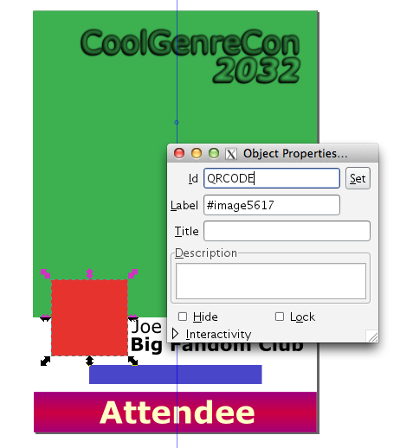 CoolGenreCon
2032
Object Properties...
Id QRCODE Set
Label #image5617
Title
Description
Hide Lock
Interactivity
Joe
Big Fandom Club
Attendee